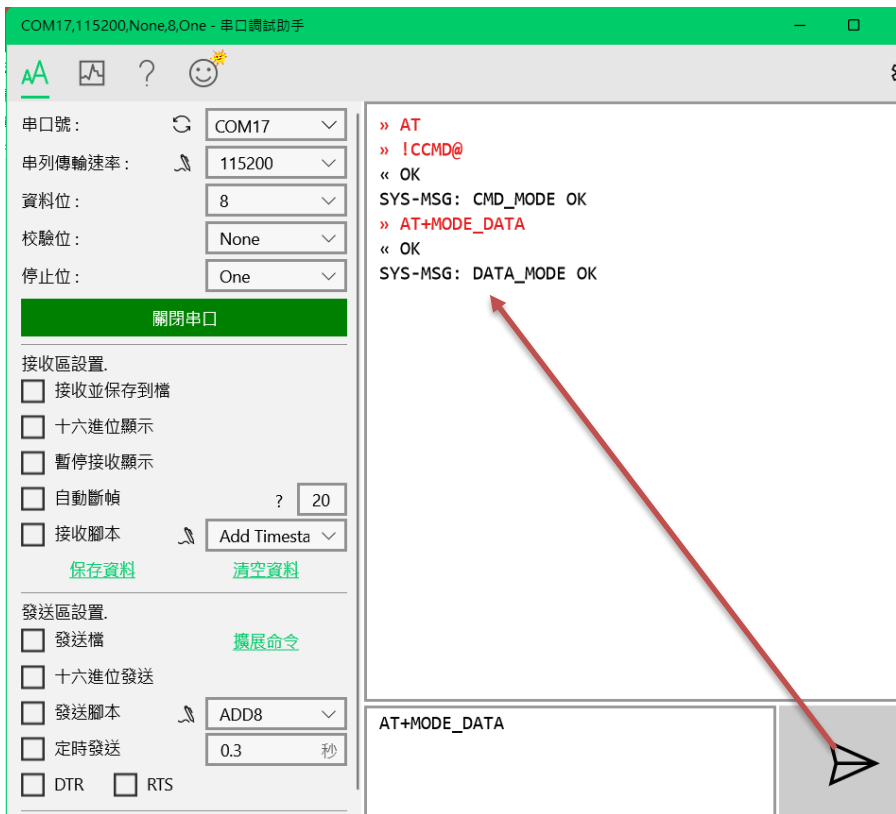 COM17,115200,None,8,One - 串口調試助手
AA
?
串口號 : COM17
串列傳輸速率 : 115200
資料位 : 8
校驗位 : None
停止位 : One
關閉串口
接收區設置.
接收並保存到檔
十六進位顯示
暫停接收顯示
自動斷幀 ? 20
接收腳本 Add Timesta
保存資料 清空資料
發送區設置.
發送檔 擴展命令
十六進位發送
發送腳本 ADD8
定時發送 0.3 秒
DTR RTS
» AT
» !CCMD@
« OK
SYS-MSG: CMD_MODE OK
» AT+MODE_DATA
« OK
SYS-MSG: DATA_MODE OK
AT+MODE_DATA